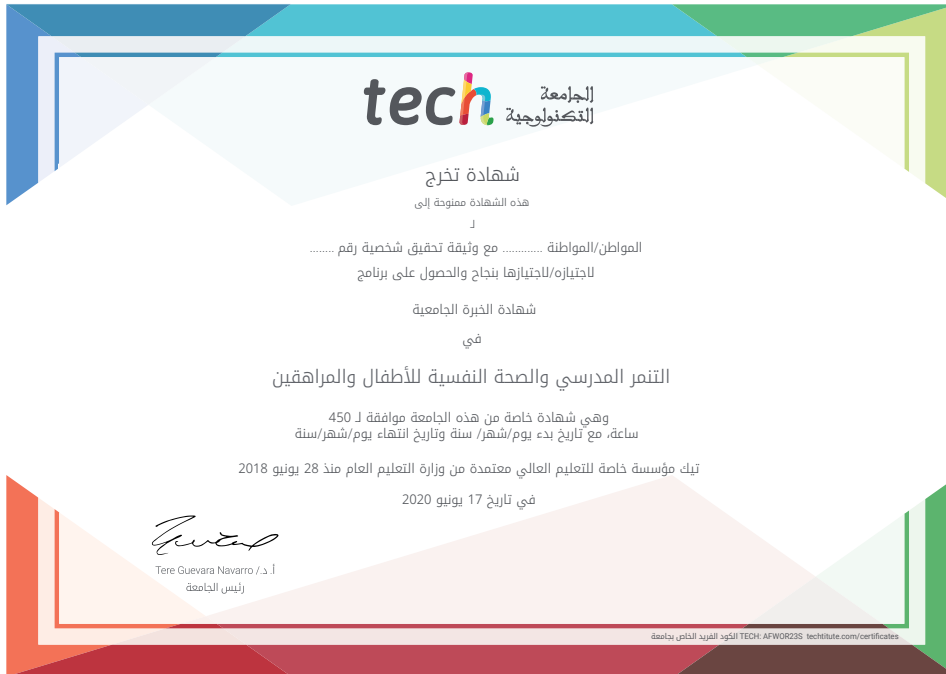 tech الجامعة
التكنولوجية
شهادة تخرج
هذه الشهادة ممنوحة إلى
لـ
المواطن/المواطنة ............. مع وثيقة تحقيق شخصية رقم ........
لاجتيازه/لاجتيازها بنجاح والحصول على برنامج
شهادة الخبرة الجامعية
في
التنمر المدرسي والصحة النفسية للأطفال والمراهقين
وهي شهادة خاصة من هذه الجامعة موافقة لـ 450
ساعة، مع تاريخ بدء يوم/شهر/ سنة وتاريخ انتهاء يوم/شهر/سنة
تيك مؤسسة خاصة للتعليم العالي معتمدة من وزارة التعليم العام منذ 28 يونيو 2018
في تاريخ 17 يونيو 2020
أ. د./ Tere Guevara Navarro
رئيس الجامعة
الكود الفريد الخاص بجامعة TECH: AFWOR23S techtitute.com/certificates